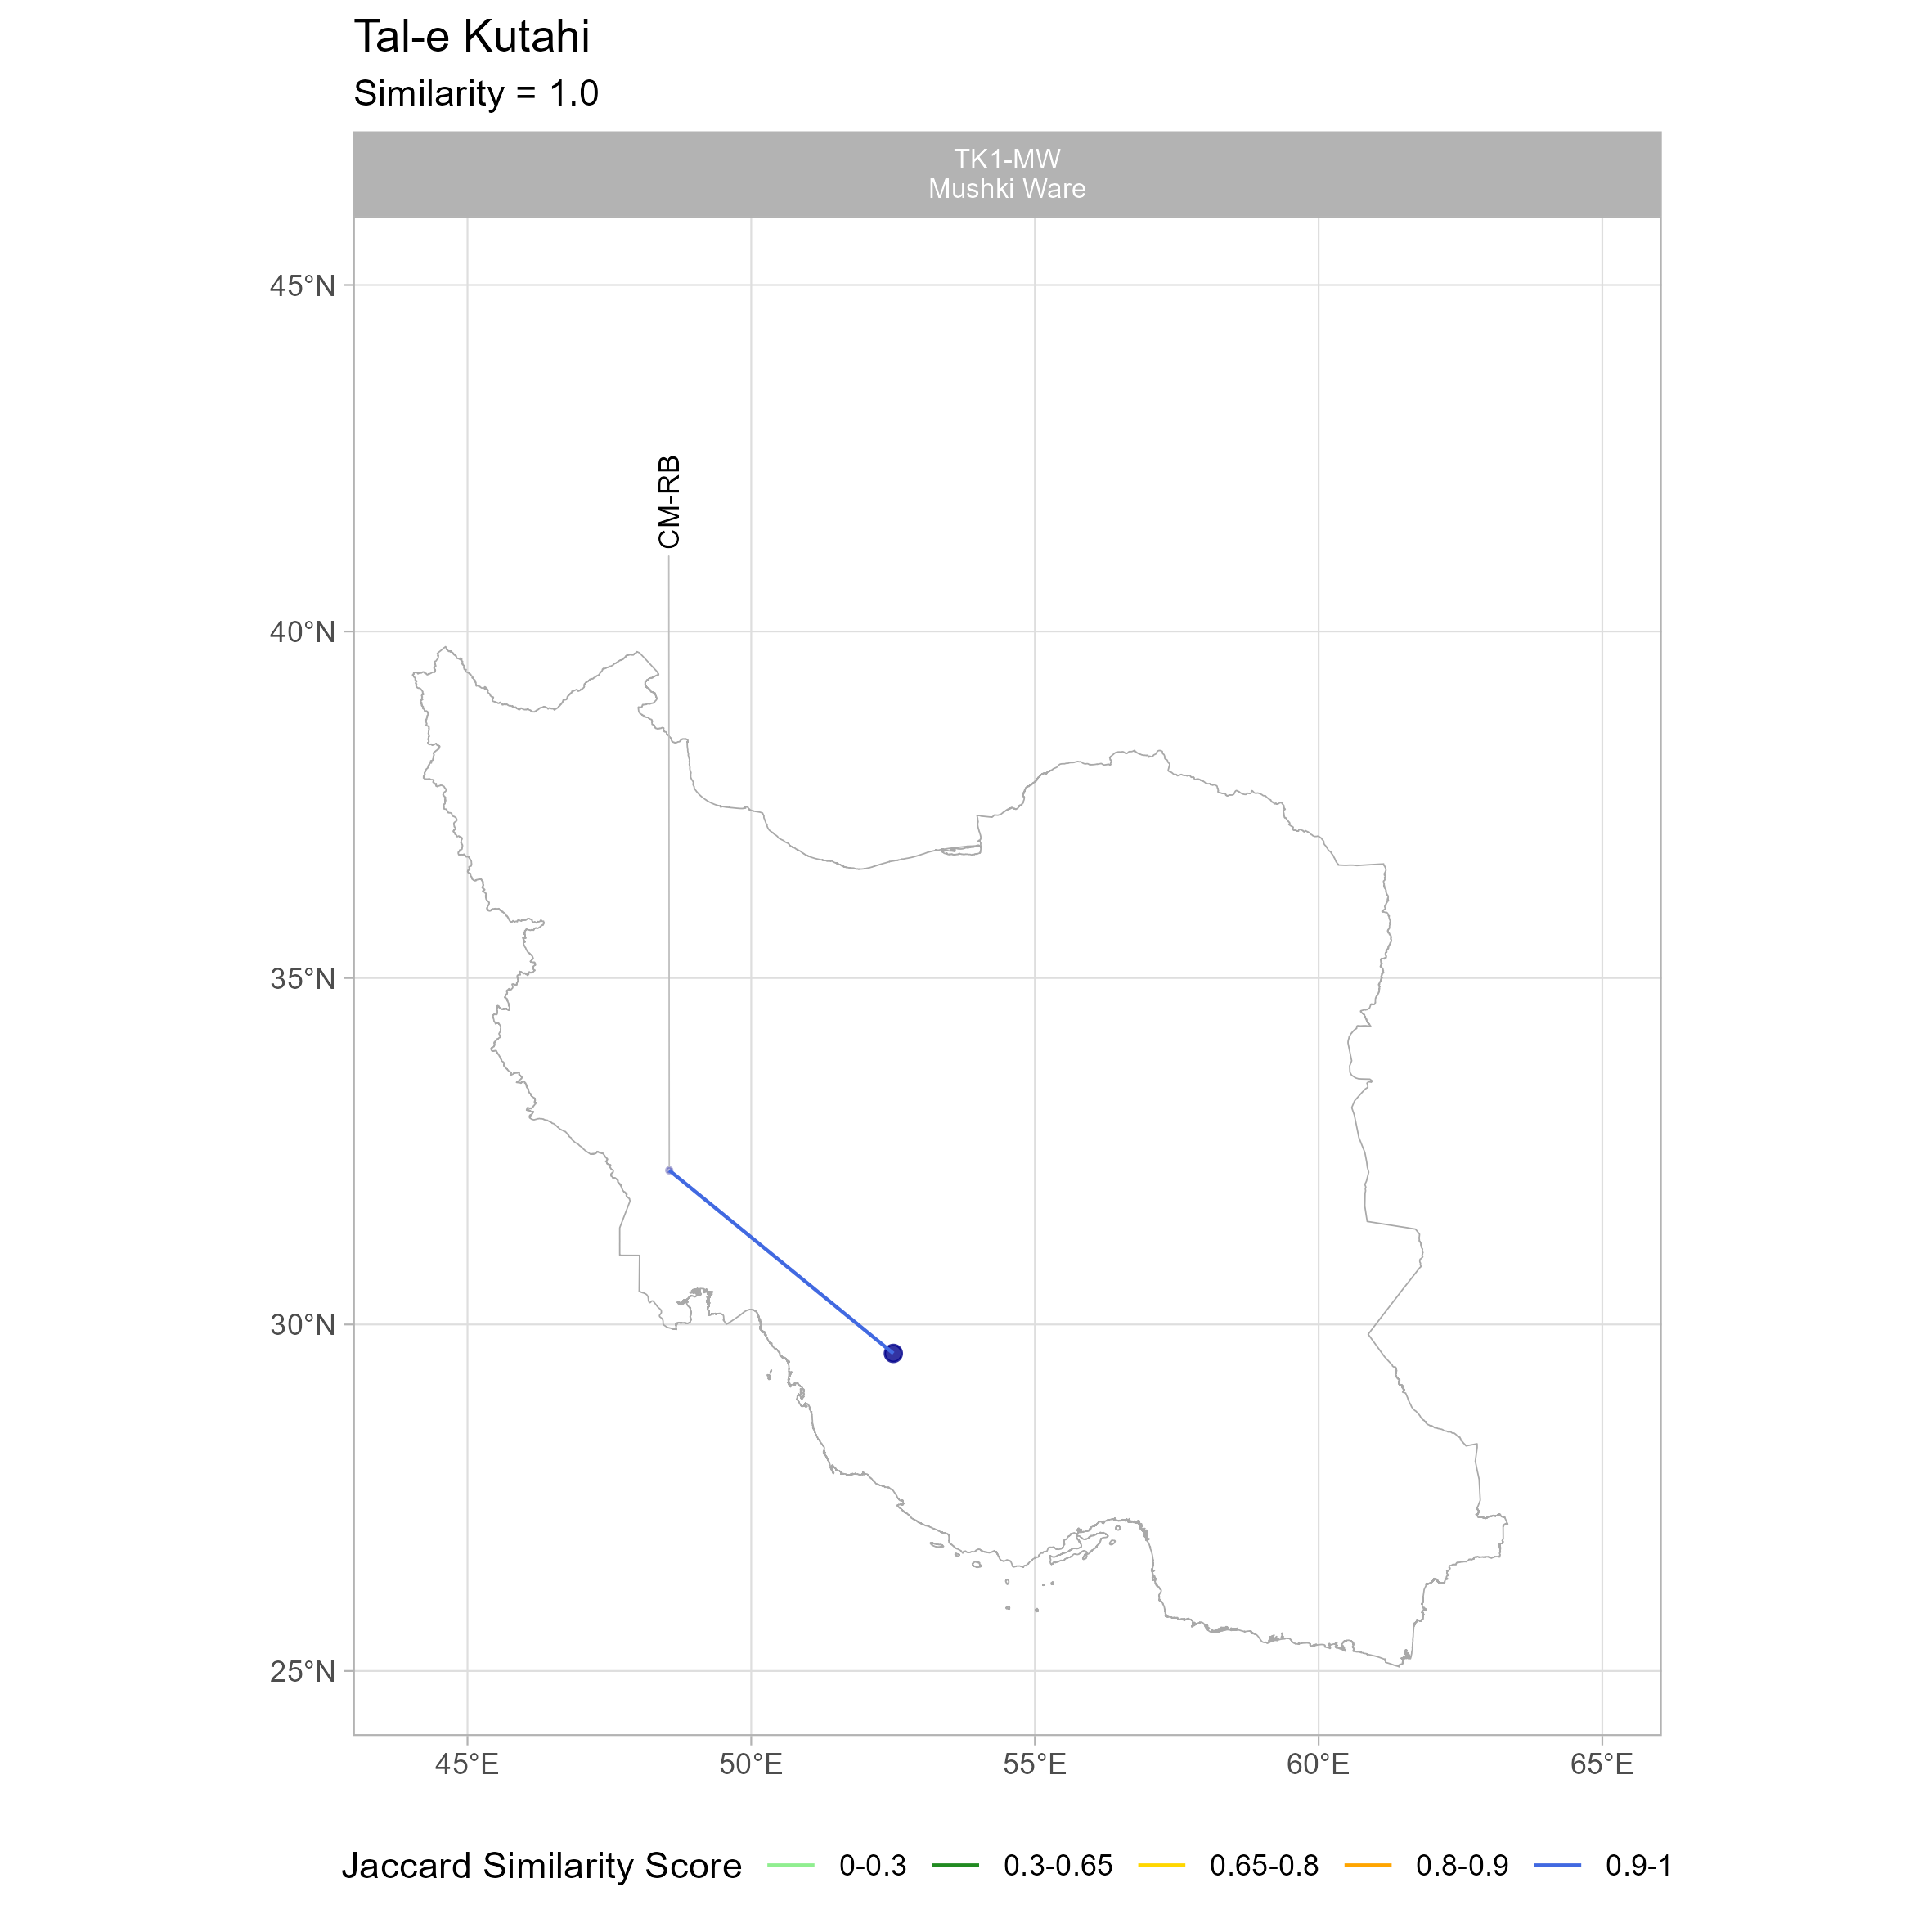 Tal-e Kutahi
Similarity = 1.0
TK1-MW
Mushki Ware
45°N
CM-RB
40°N
35°N
30°N
25°N
45°E 50°E 55°E 60°E 65°E
Jaccard Similarity Score 0-0.3 0.3-0.65 0.65-0.8 0.8-0.9 0.9-1